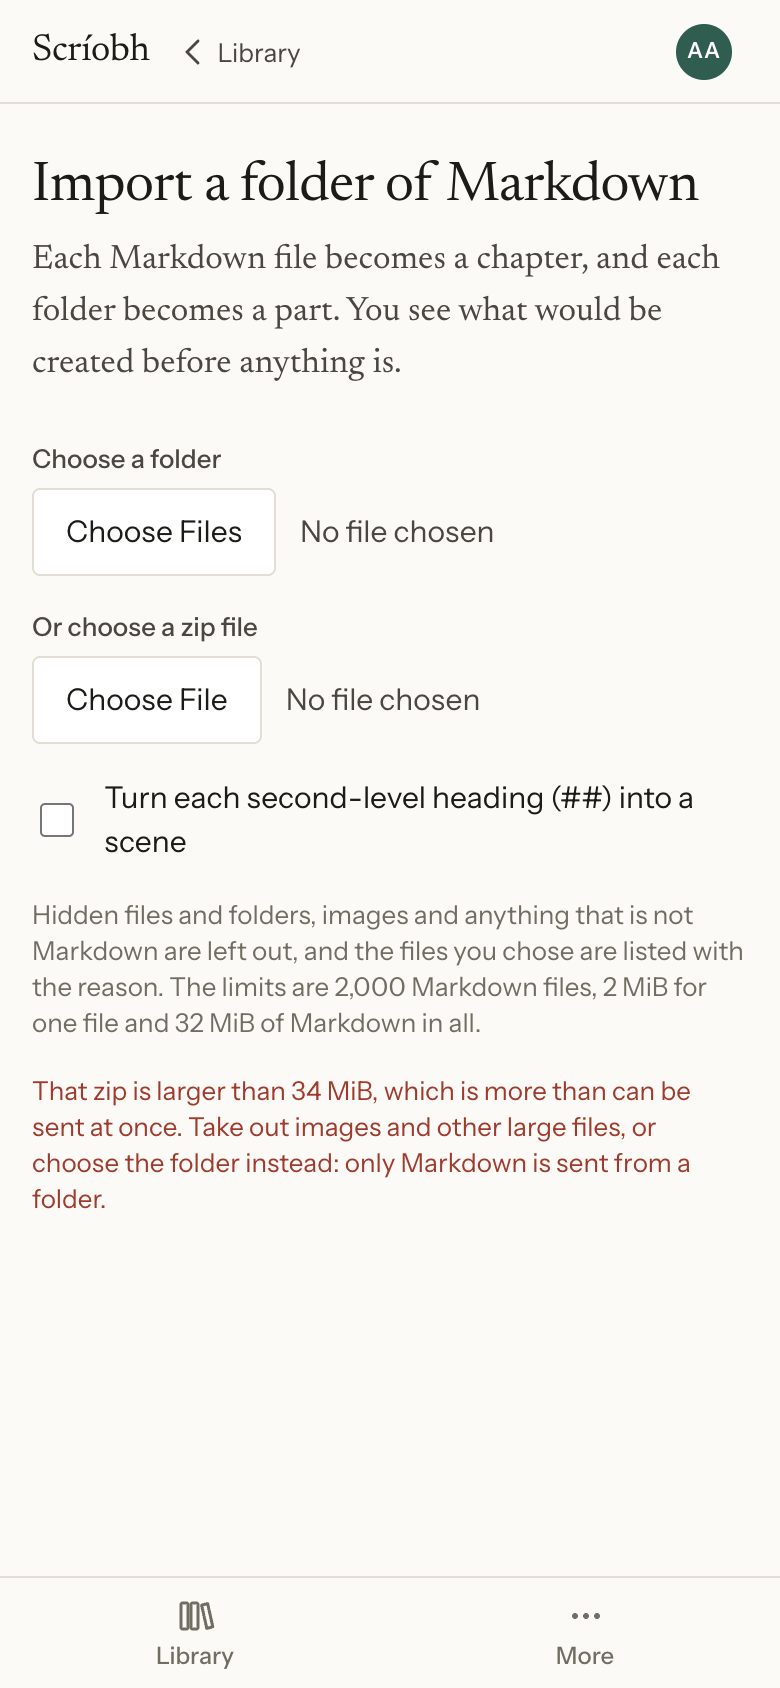 Scríobh
Library
AA
Import a folder of Markdown
Each Markdown file becomes a chapter, and each
folder becomes a part. You see what would be
created before anything is.
Choose a folder
Choose Files
No file chosen
Or choose a zip file
Choose File
No file chosen
Turn each second-level heading (##) into a
scene
Hidden files and folders, images and anything that is not
Markdown are left out, and the files you chose are listed with
the reason. The limits are 2,000 Markdown files, 2 MiB for
one file and 32 MiB of Markdown in all.
That zip is larger than 34 MiB, which is more than can be
sent at once. Take out images and other large files, or
choose the folder instead: only Markdown is sent from a
folder.
Library
More